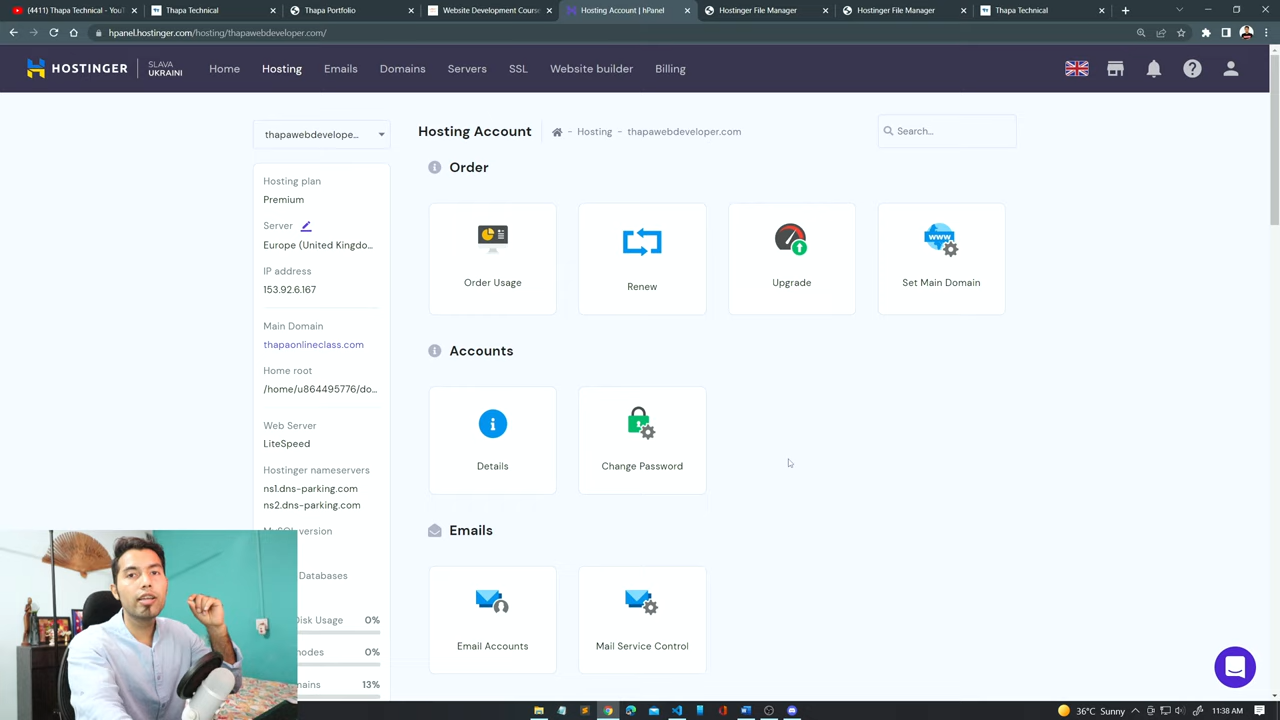 (4411) Thapa Technical - YouT
Thapa Technical
Thapa Portfolio
Website Development Course
Hosting Account | hPanel
Hostinger File Manager
Hostinger File Manager
Thapa Technical
hpanel.hostinger.com/hosting/thapawebdeveloper.com/
HOSTINGER
SLAVA
UKRAINI
Home
Hosting
Emails
Domains
Servers
SSL
Website builder
Billing
thapawebdevelope...
Hosting Account
- Hosting - thapawebdeveloper.com
Search...
Hosting plan
Premium
Server
Europe (United Kingdo...
IP address
153.92.6.167
Main Domain
thapaonlineclass.com
Home root
/home/u864495776/do...
Web Server
LiteSpeed
Hostinger nameservers
ns1.dns-parking.com
ns2.dns-parking.com
MySQL version
Databases
Disk Usage 0%
nodes 0%
mains 13%
Order
Order Usage
Renew
Upgrade
WWW
Set Main Domain
Accounts
Details
Change Password
Emails
Email Accounts
Mail Service Control
36°C Sunny
11:38 AM